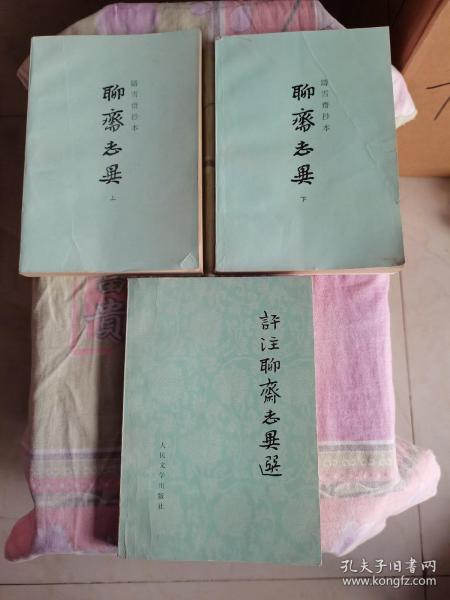 鑄雪齋抄本
聊齋志異
上
鑄雪齋抄本
聊齋志異
下
評注聊齋志異選
人民文学出版社
孔夫子旧书网
www.kongfz.com